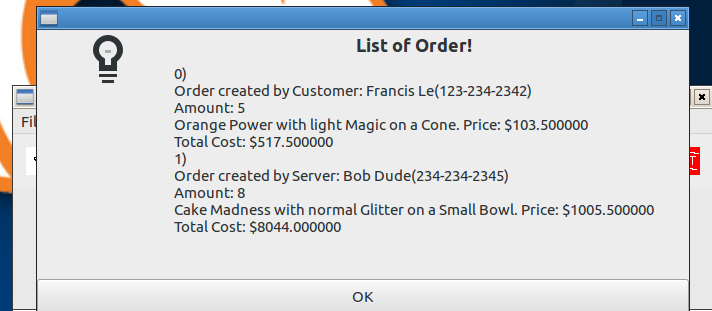 List of Order!
0)
Order created by Customer: Francis Le(123-234-2342)
Amount: 5
Orange Power with light Magic on a Cone. Price: $103.500000
Total Cost: $517.500000
1)
Order created by Server: Bob Dude(234-234-2345)
Amount: 8
Cake Madness with normal Glitter on a Small Bowl. Price: $1005.500000
Total Cost: $8044.000000
OK